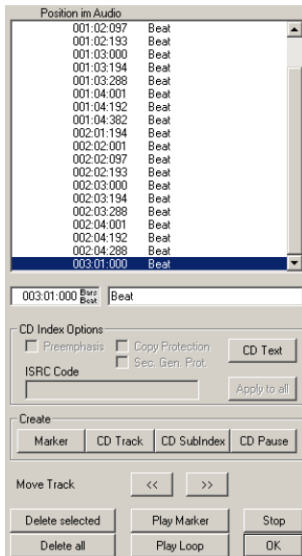 Position im Audio
001:02:097 Beat
001:02:193 Beat
001:03:000 Beat
001:03:194 Beat
001:03:288 Beat
001:04:001 Beat
001:04:192 Beat
001:04:382 Beat
002:01:194 Beat
002:02:001 Beat
002:02:097 Beat
002:02:193 Beat
002:03:000 Beat
002:03:194 Beat
002:03:288 Beat
002:04:001 Beat
002:04:192 Beat
002:04:288 Beat
003:01:000 Beat
003:01:000 Bars Beat Beat
CD Index Options
Preemphasis Copy Protection CD Text
Sec. Gen. Prot.
ISRC Code
Apply to all
Create
Marker CD Track CD SubIndex CD Pause
Move Track << >>
Delete selected Play Marker Stop
Delete all Play Loop OK